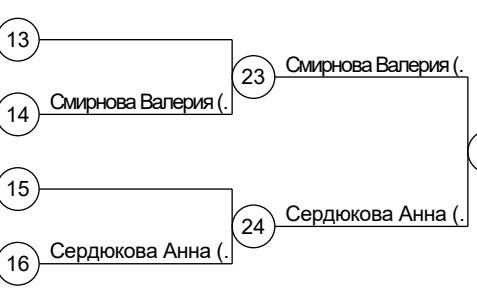 13
23 Смирнова Валерия (.
14 Смирнова Валерия (.
15
24 Сердюкова Анна (.
16 Сердюкова Анна (.